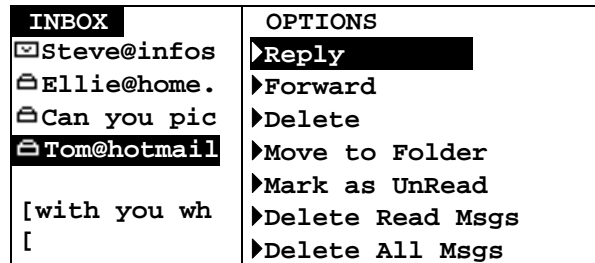 INBOX
Steve@infos
Ellie@home.
Can you pic
Tom@hotmail
[with you wh
[
OPTIONS
Reply
Forward
Delete
Move to Folder
Mark as UnRead
Delete Read Msgs
Delete All Msgs